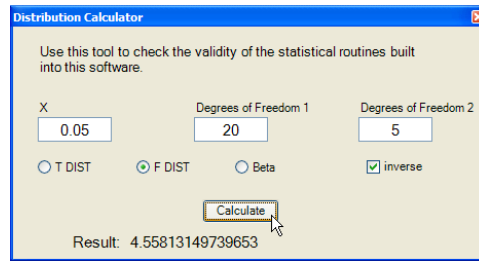 Distribution Calculator
Use this tool to check the validity of the statistical routines built
into this software.
X Degrees of Freedom 1 Degrees of Freedom 2
0.05 20 5
T DIST F DIST Beta inverse
Calculate
Result: 4.55813149739653